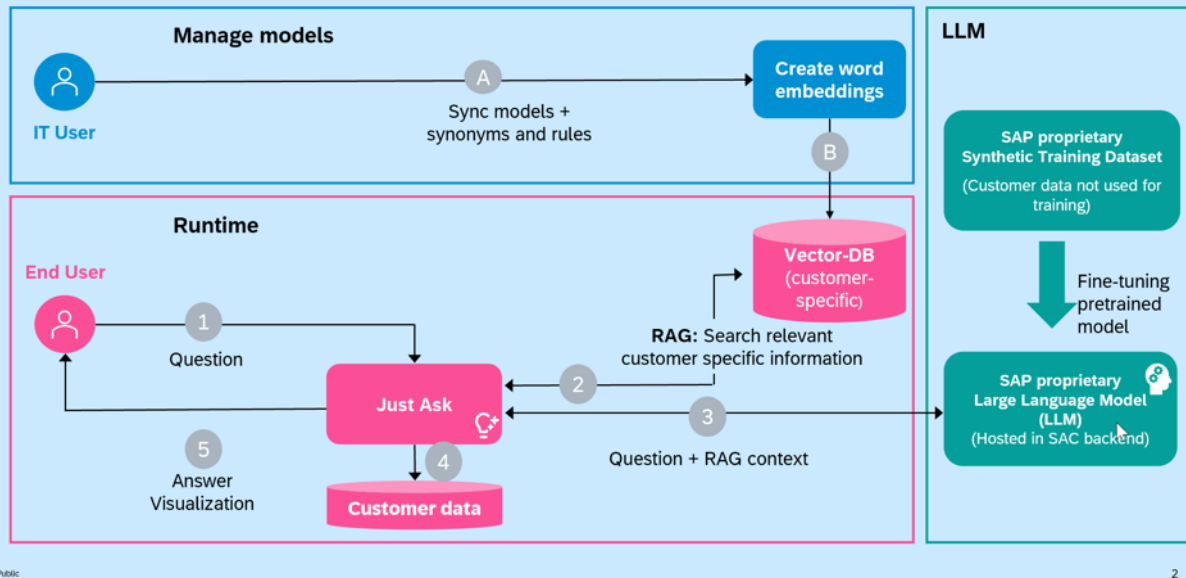 Manage models
IT User
A
Sync models +
synonyms and rules
Create word
embeddings
B
Runtime
End User
1
Question
Just Ask
Vector-DB
(customer-
specific)
RAG: Search relevant
customer specific information
2
3
Question + RAG context
4
Customer data
5
Answer
Visualization
LLM
SAP proprietary
Synthetic Training Dataset
(Customer data not used for
training)
Fine-tuning
pretrained
model
SAP proprietary
Large Language Model
(LLM)
(Hosted in SAC backend)
Public
2